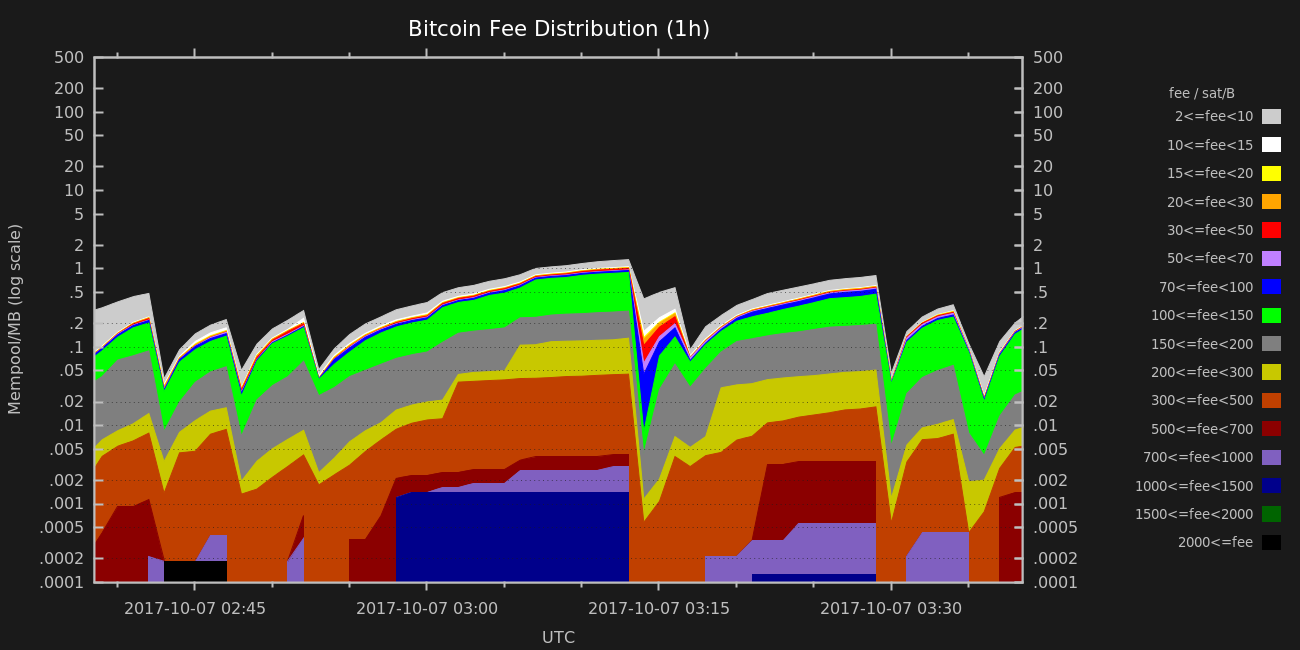 Bitcoin Fee Distribution (1h)
500 500
200 200
100 100
50 50
20 20
10 10
5 5
2 2
1 1
.5 .5
.2 .2
.1 .1
.05 .05
.02 .02
.01 .01
.005 .005
.002 .002
.001 .001
.0005 .0005
.0002 .0002
.0001 .0001
Mempool/MB (log scale)
2017-10-07 02:45 2017-10-07 03:00 2017-10-07 03:15 2017-10-07 03:30
UTC
fee / sat/B
2<=fee<10
10<=fee<15
15<=fee<20
20<=fee<30
30<=fee<50
50<=fee<70
70<=fee<100
100<=fee<150
150<=fee<200
200<=fee<300
300<=fee<500
500<=fee<700
700<=fee<1000
1000<=fee<1500
1500<=fee<2000
2000<=fee